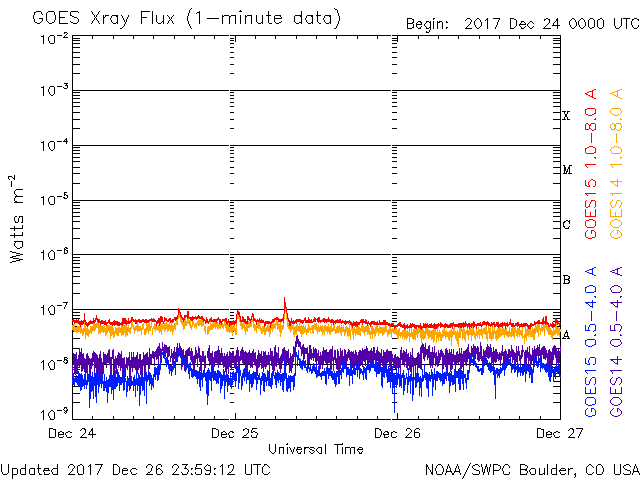 GOES Xray Flux (1-minute data)
Begin: 2017 Dec 24 0000 UTC
10⁻²
10⁻³
10⁻⁴
10⁻⁵
10⁻⁶
10⁻⁷
10⁻⁸
10⁻⁹
Watts m⁻²
X
M
C
B
A
GOES15 1.0-8.0 A
GOES14 1.0-8.0 A
GOES15 0.5-4.0 A
GOES14 0.5-4.0 A
Dec 24
Dec 25
Dec 26
Dec 27
Universal Time
Updated 2017 Dec 26 23:59:12 UTC
NOAA/SWPC Boulder, CO USA